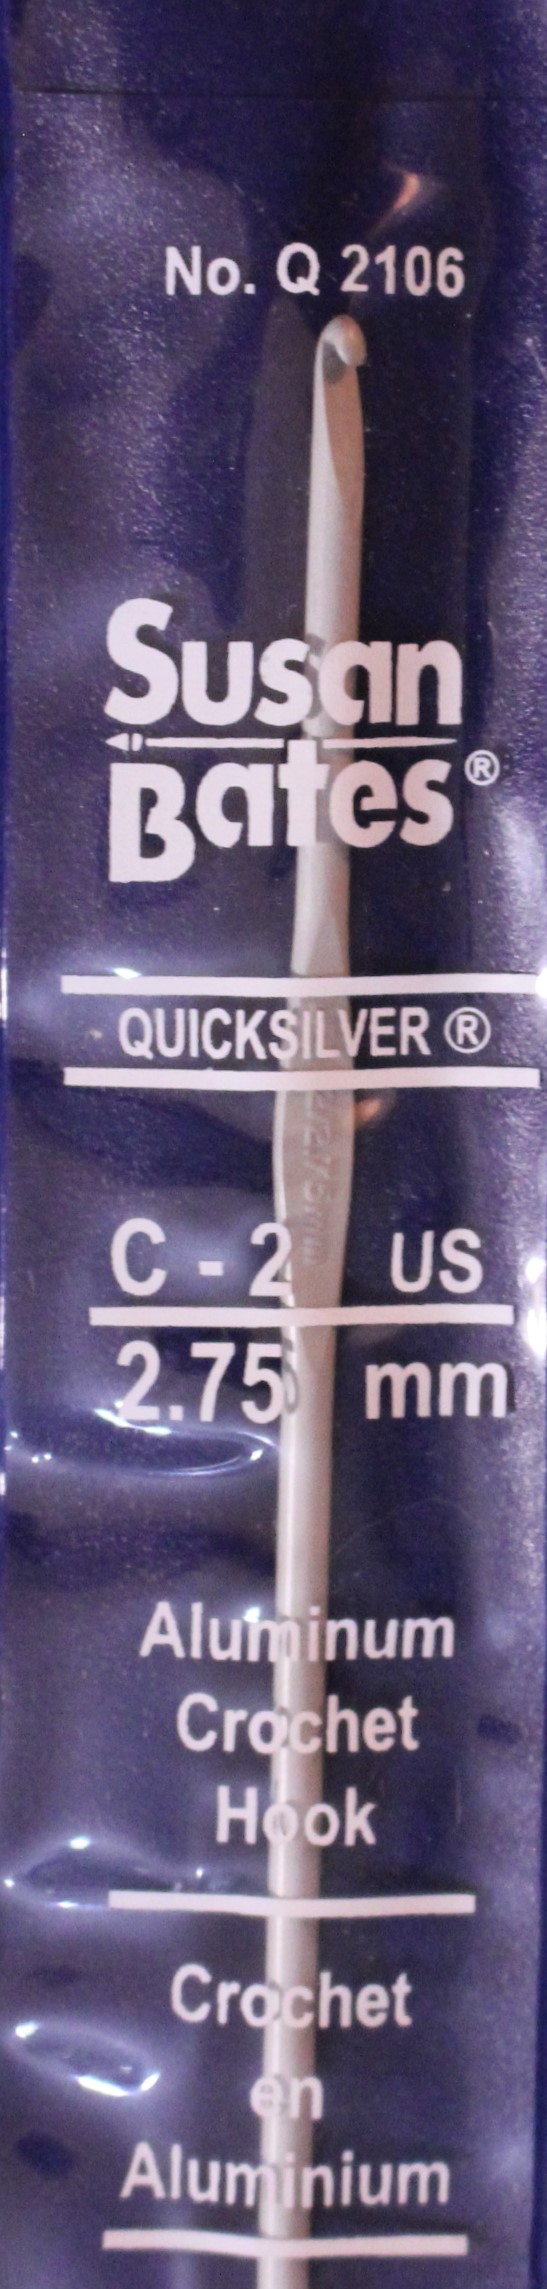 No. Q 2106
Susan
Bates®
QUICKSILVER ®
C - 2 US
2.75 mm
Aluminum
Crochet
Hook
Crochet
en
Aluminium